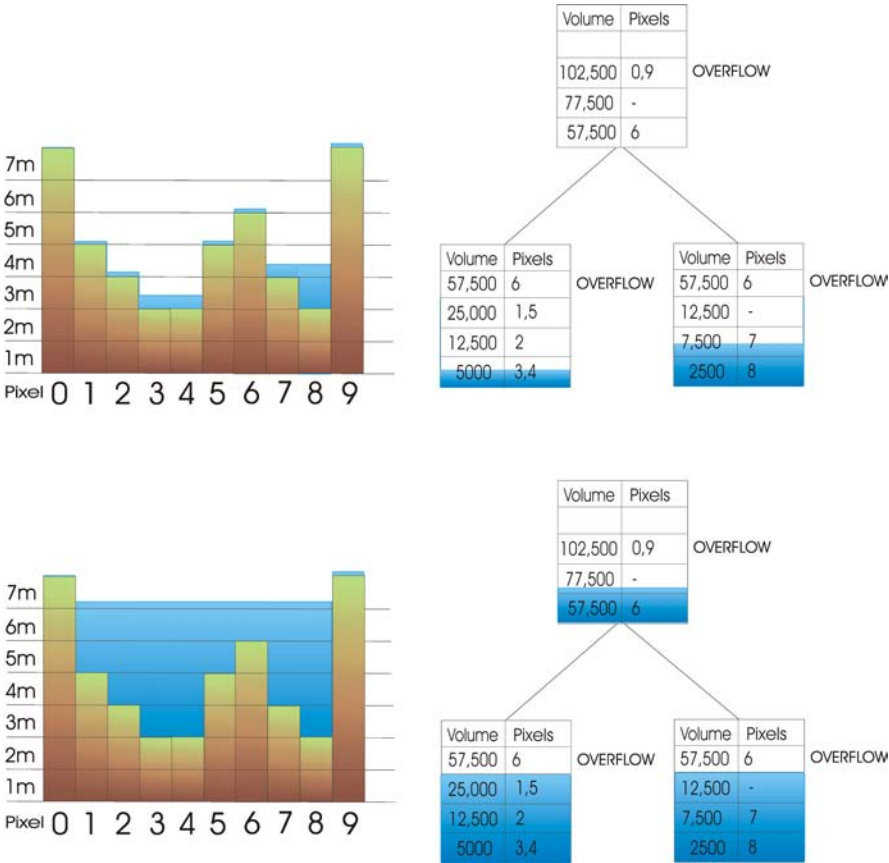 Volume Pixels
102,500 0,9 OVERFLOW
77,500 -
57,500 6
7m
6m
5m
4m
3m
2m
1m
Pixel 0 1 2 3 4 5 6 7 8 9
Volume Pixels
57,500 6 OVERFLOW
25,000 1,5
12,500 2
5000 3,4
Volume Pixels
57,500 6 OVERFLOW
12,500 -
7,500 7
2500 8
Volume Pixels
102,500 0,9 OVERFLOW
77,500 -
57,500 6
7m
6m
5m
4m
3m
2m
1m
Pixel 0 1 2 3 4 5 6 7 8 9
Volume Pixels
57,500 6 OVERFLOW
25,000 1,5
12,500 2
5000 3,4
Volume Pixels
57,500 6 OVERFLOW
12,500 -
7,500 7
2500 8